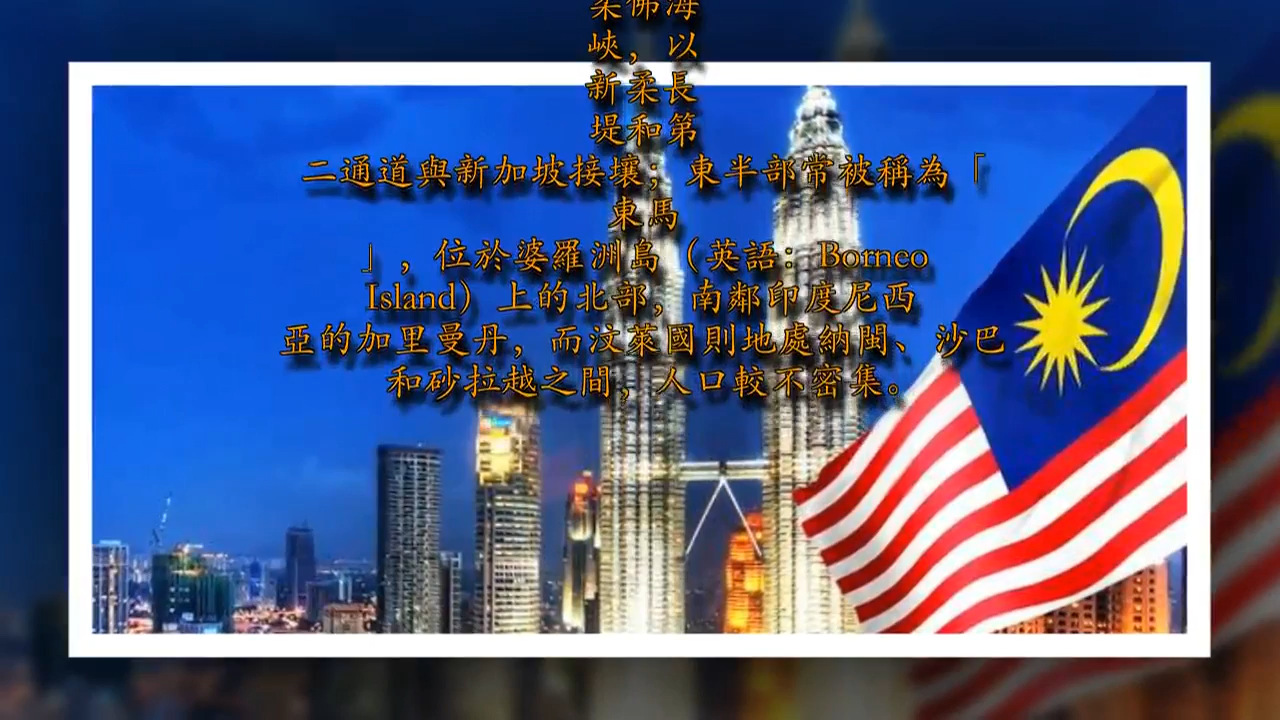 柔佛海
峽，以
新柔長
堤和第
二通道與新加坡接壤；東半部常被稱為「
東馬
」，位於婆羅洲島（英語：Borneo
Island）上的北部，南鄰印度尼西
亞的加里曼丹，而汶萊國則地處納閩、沙巴
和砂拉越之間，人口較不密集。